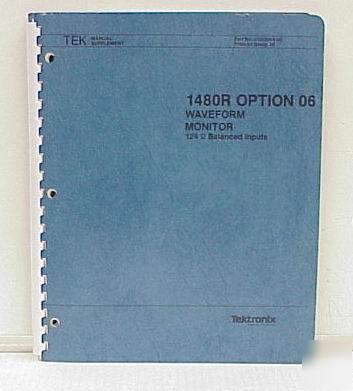 TEK MANUAL
SUPPLEMENT
1480R OPTION 06
WAVEFORM
MONITOR
124 Ω Balanced Inputs
Tektronix